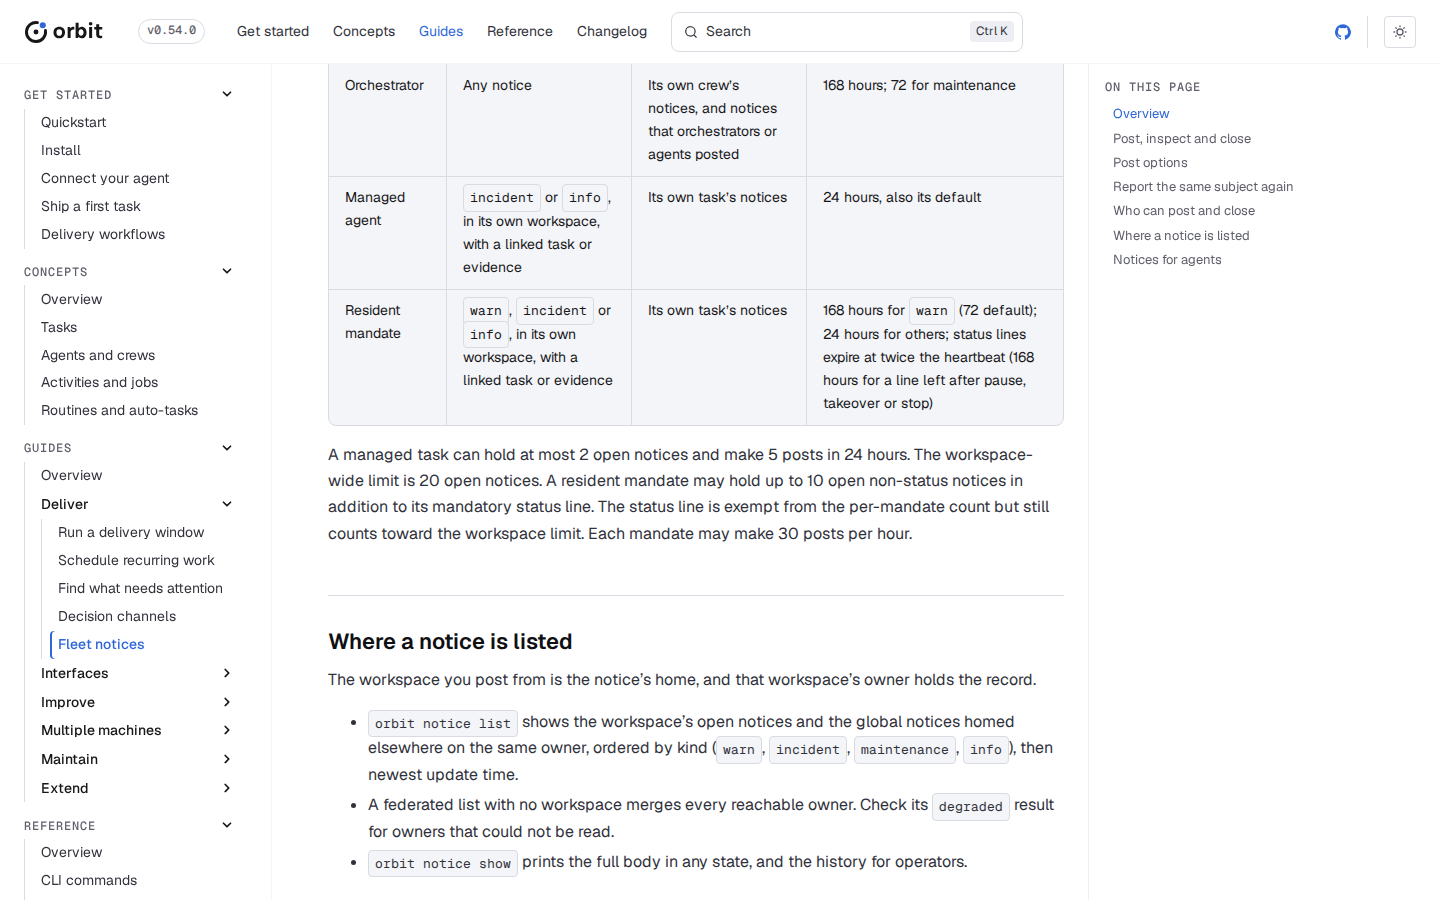 orbit
v0.54.0
Get started
Concepts
Guides
Reference
Changelog
Search
Ctrl K
GET STARTED
Quickstart
Install
Connect your agent
Ship a first task
Delivery workflows
CONCEPTS
Overview
Tasks
Agents and crews
Activities and jobs
Routines and auto-tasks
GUIDES
Overview
Deliver
Run a delivery window
Schedule recurring work
Find what needs attention
Decision channels
Fleet notices
Interfaces
Improve
Multiple machines
Maintain
Extend
REFERENCE
Overview
CLI commands
Orchestrator
Any notice
Its own crew’s
notices, and notices
that orchestrators or
agents posted
168 hours; 72 for maintenance
Managed
agent
incident or info,
in its own workspace,
with a linked task or
evidence
Its own task’s notices
24 hours, also its default
Resident
mandate
warn, incident or
info, in its own
workspace, with a
linked task or evidence
Its own task’s notices
168 hours for warn (72 default);
24 hours for others; status lines
expire at twice the heartbeat (168
hours for a line left after pause,
takeover or stop)
A managed task can hold at most 2 open notices and make 5 posts in 24 hours. The workspace-
wide limit is 20 open notices. A resident mandate may hold up to 10 open non-status notices in
addition to its mandatory status line. The status line is exempt from the per-mandate count but still
counts toward the workspace limit. Each mandate may make 30 posts per hour.
Where a notice is listed
The workspace you post from is the notice’s home, and that workspace’s owner holds the record.
• orbit notice list shows the workspace’s open notices and the global notices homed
elsewhere on the same owner, ordered by kind (warn, incident, maintenance, info), then
newest update time.
• A federated list with no workspace merges every reachable owner. Check its degraded result
for owners that could not be read.
• orbit notice show prints the full body in any state, and the history for operators.
ON THIS PAGE
Overview
Post, inspect and close
Post options
Report the same subject again
Who can post and close
Where a notice is listed
Notices for agents